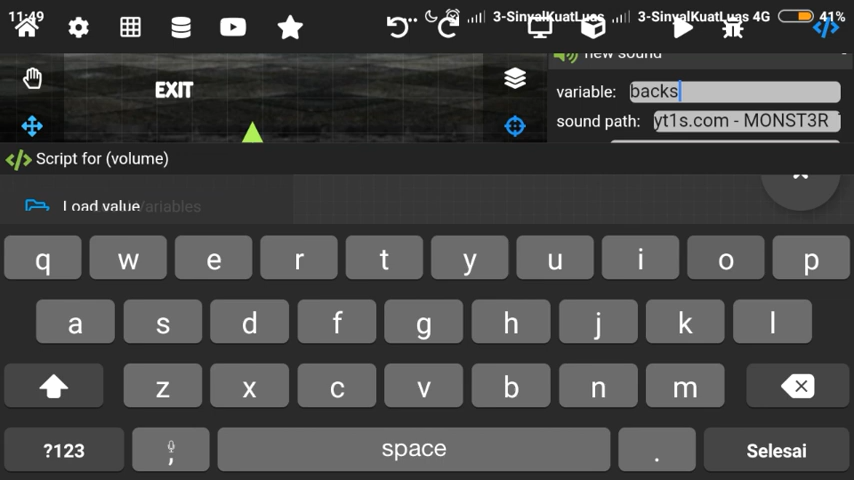 11:49
3-SinyalKuatLuas
3-SinyalKuatLuas 4G
41%
new sound
EXIT
variable: backs
sound path: yt1s.com - MONST3R
Script for (volume)
Load value
q w e r t y u i o p
a s d f g h j k l
z x c v b n m
?123 , space . Selesai